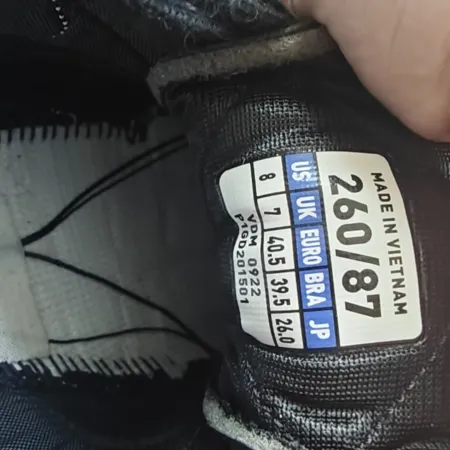 MADE IN VIETNAM
260/87
US UK EURO BRA JP
8 7 40.5 39.5 26.0
VDM 0922
P1GD201501